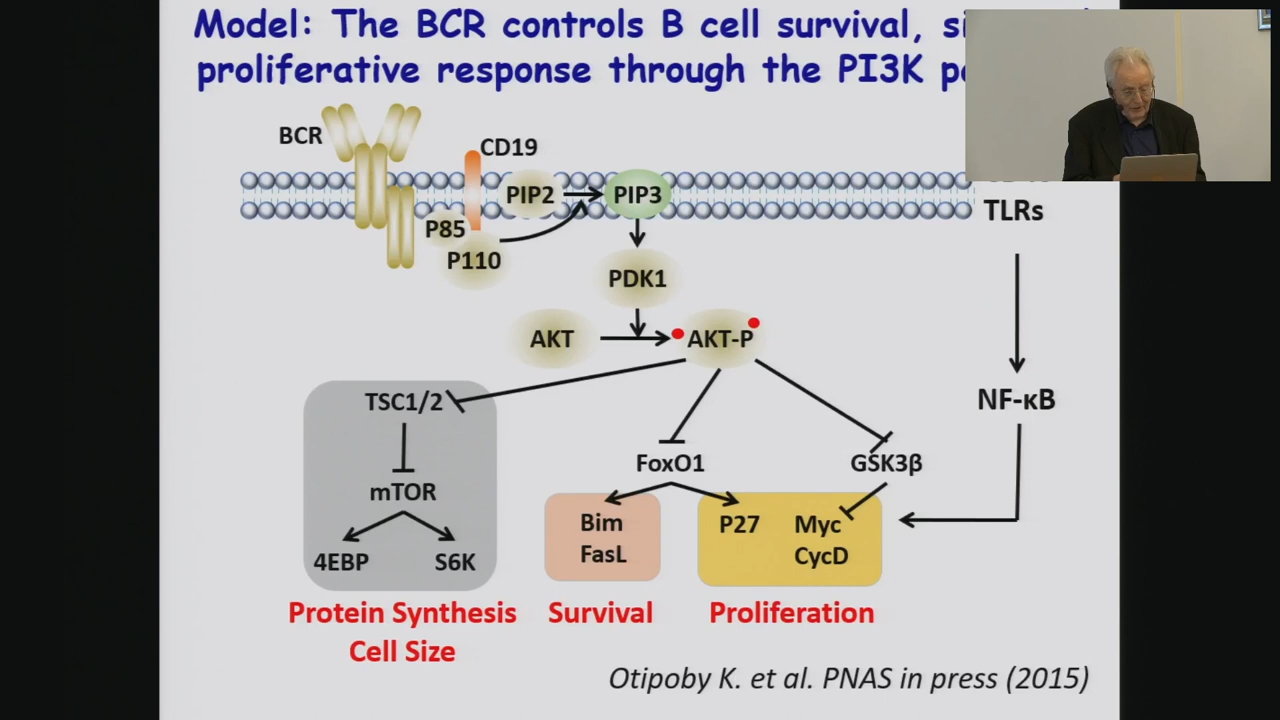 Model: The BCR controls B cell survival,
proliferative response through the PI3K
BCR
CD19
PIP2
PIP3
TLRs
P85
P110
PDK1
AKT
AKT-P
TSC1/2
NF-κB
FoxO1
GSK3β
mTOR
Bim
P27
Myc
FasL
CycD
4EBP
S6K
Protein Synthesis
Survival
Proliferation
Cell Size
Otipoby K. et al. PNAS in press (2015)